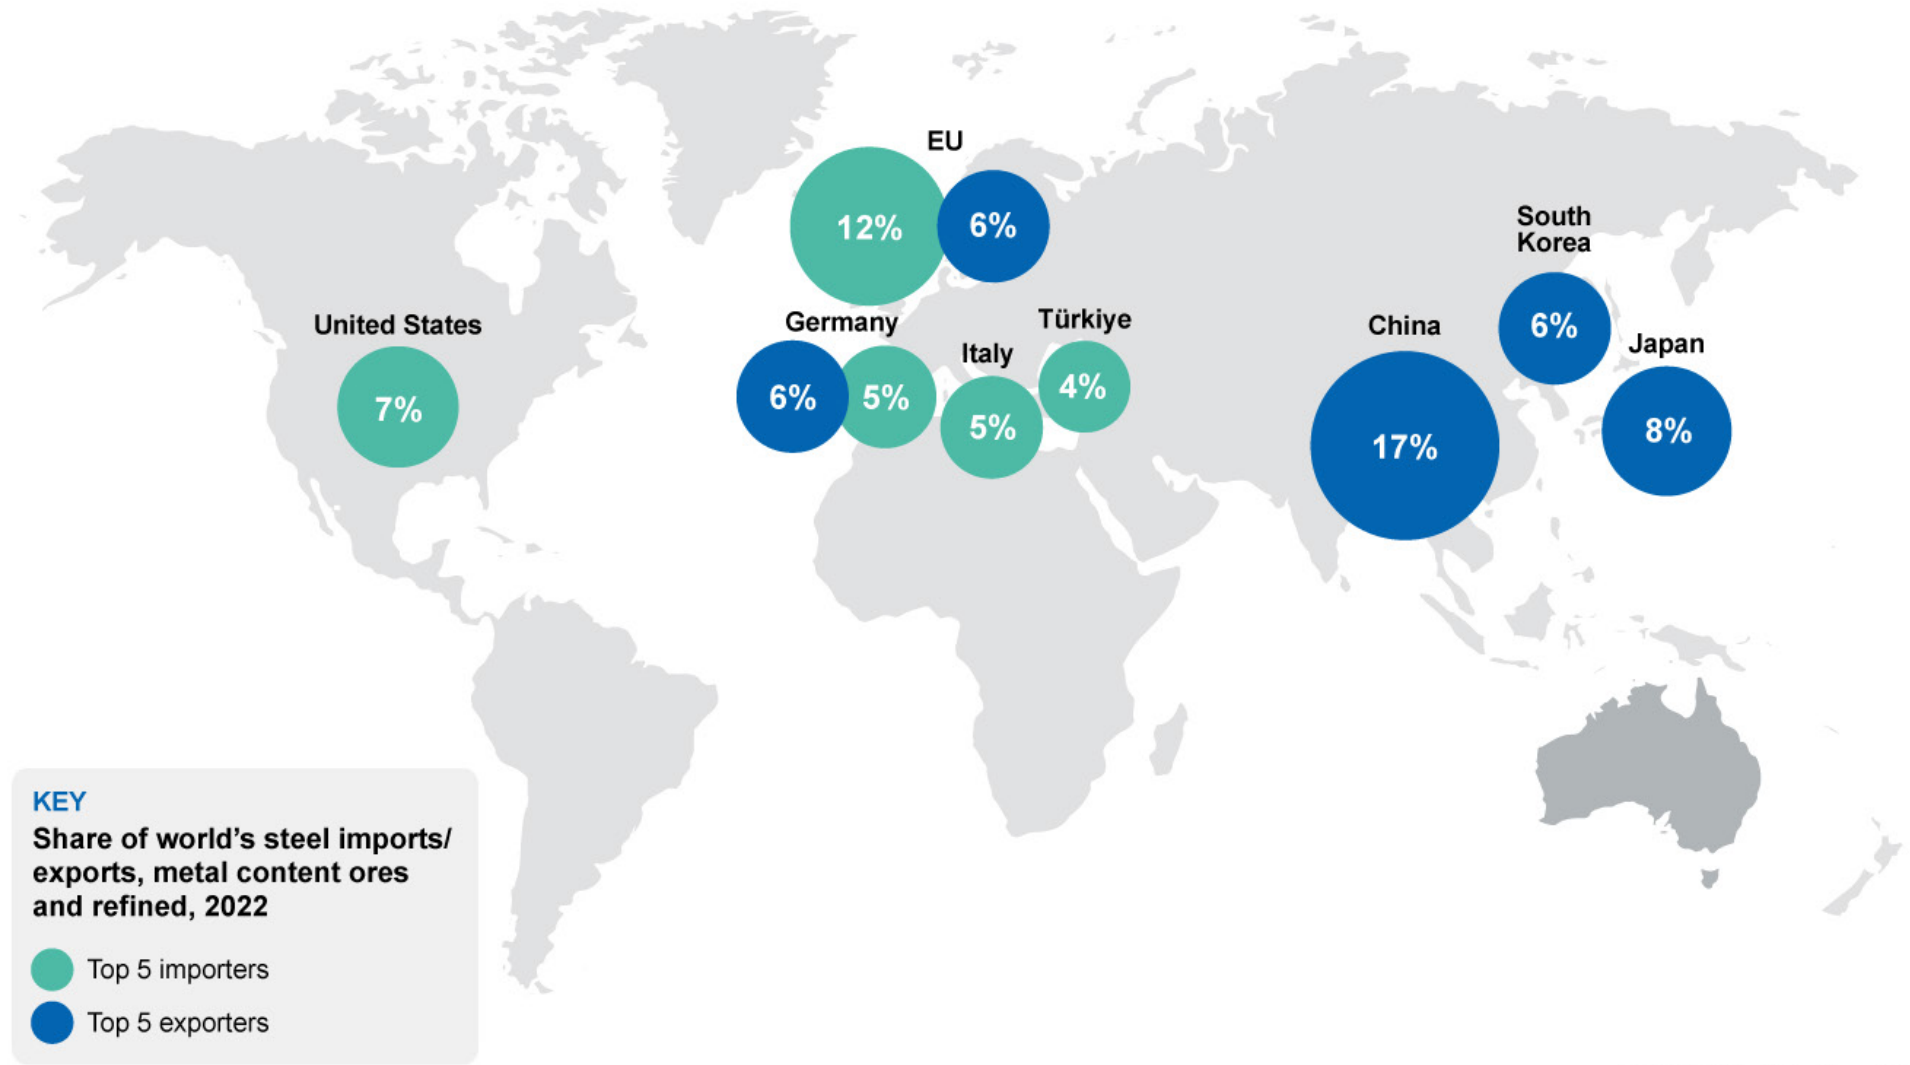 EU
12%
6%
South
Korea
6%
United States
7%
Germany
6%
5%
Italy
5%
Türkiye
4%
China
17%
Japan
8%
KEY
Share of world’s steel imports/
exports, metal content ores
and refined, 2022
Top 5 importers
Top 5 exporters